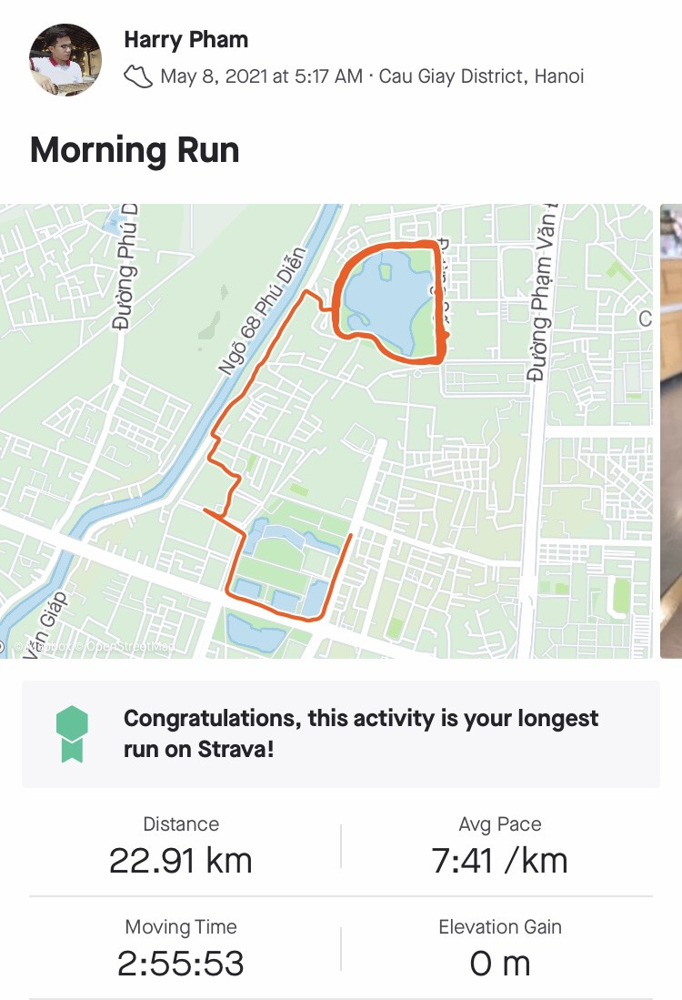 Harry Pham
May 8, 2021 at 5:17 AM · Cau Giay District, Hanoi
Morning Run
Đường Phú D
Ngõ 68 Phú Diễn
Đường Phạm Văn Đ
C
Văn Giáp
© Mapbox © OpenStreetMap
Congratulations, this activity is your longest
run on Strava!
Distance
22.91 km
Avg Pace
7:41 /km
Moving Time
2:55:53
Elevation Gain
0 m